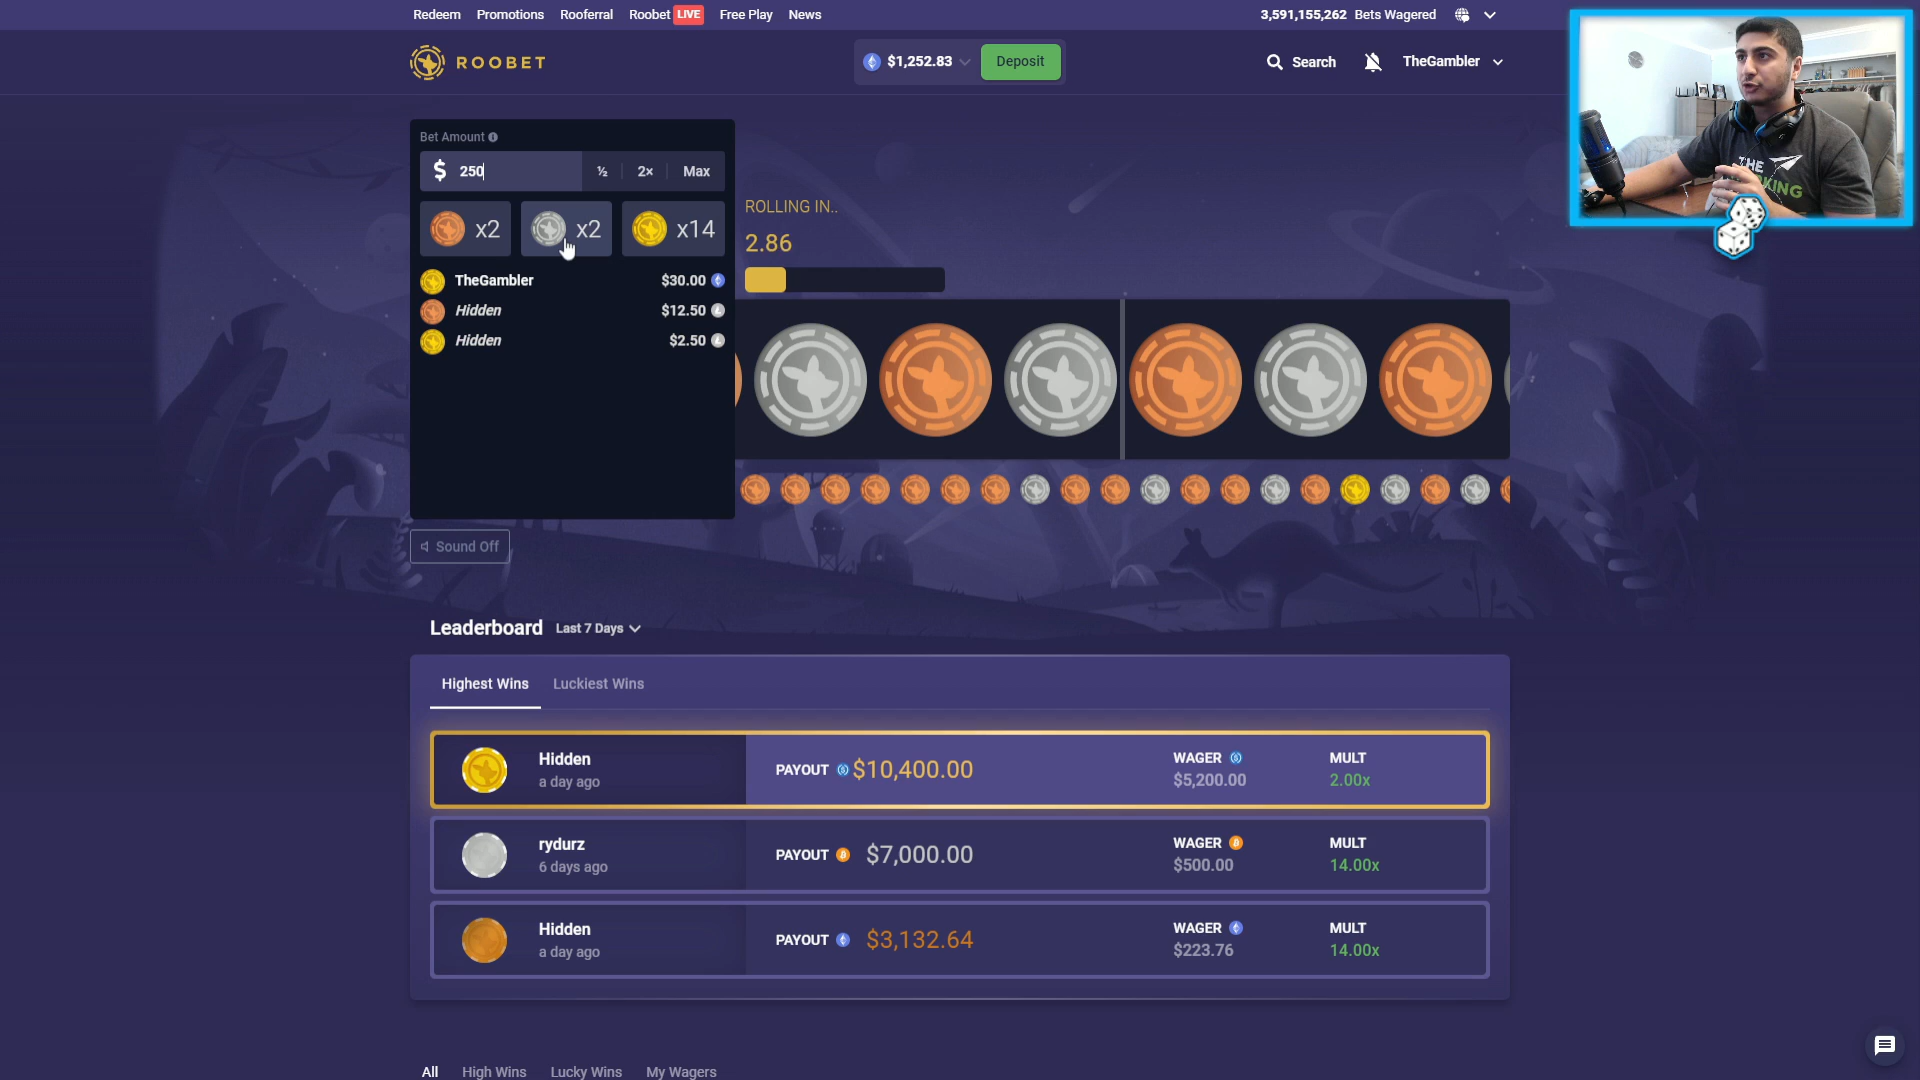 Redeem Promotions Rooferral Roobet LIVE Free Play News
3,591,155,262 Bets Wagered
ROOBET
$1,252.83 Deposit
Search
TheGambler
Bet Amount
$ 250 ½ 2× Max
x2 x2 x14
TheGambler $30.00
Hidden $12.50
Hidden $2.50
Sound Off
ROLLING IN..
2.86
Leaderboard Last 7 Days
Highest Wins Luckiest Wins
Hidden
a day ago
PAYOUT $10,400.00
WAGER
$5,200.00
MULT
2.00x
rydurz
6 days ago
PAYOUT $7,000.00
WAGER
$500.00
MULT
14.00x
Hidden
a day ago
PAYOUT $3,132.64
WAGER
$223.76
MULT
14.00x
All High Wins Lucky Wins My Wagers
THE